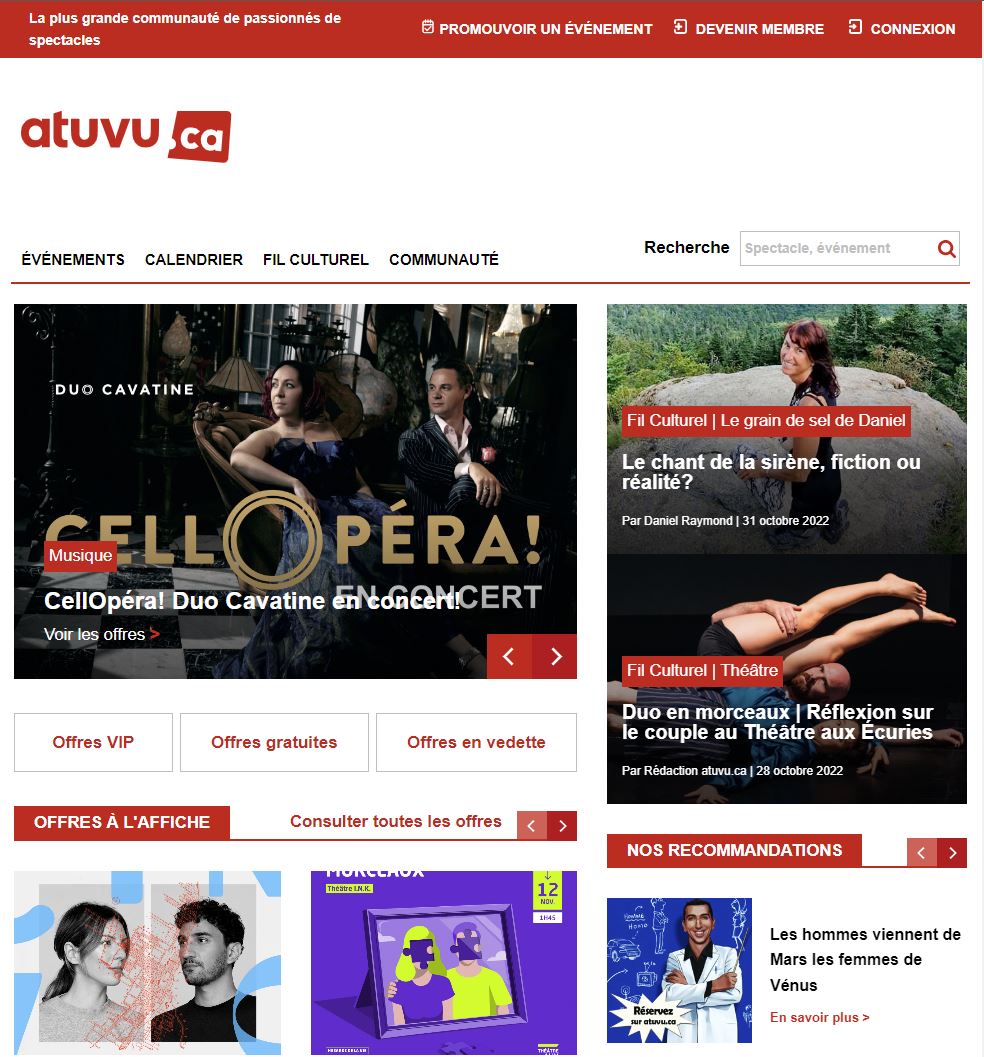 La plus grande communauté de passionnés de
spectacles
PROMOUVOIR UN ÉVÉNEMENT
DEVENIR MEMBRE
CONNEXION
atuvu.ca
ÉVÉNEMENTS
CALENDRIER
FIL CULTUREL
COMMUNAUTÉ
Recherche
Spectacle, événement
DUO CAVATINE
CELLOPÉRA!
EN CONCERT
Musique
CellOpéra! Duo Cavatine en concert!
Voir les offres >
Fil Culturel | Le grain de sel de Daniel
Le chant de la sirène, fiction ou
réalité?
Par Daniel Raymond | 31 octobre 2022
Fil Culturel | Théâtre
Duo en morceaux | Réflexion sur
le couple au Théâtre aux Écuries
Par Rédaction atuvu.ca | 28 octobre 2022
Offres VIP
Offres gratuites
Offres en vedette
OFFRES À L'AFFICHE
Consulter toutes les offres
MORCEAUX
Théâtre I.N.K.
12
NOV.
1H45
NOS RECOMMANDATIONS
Homme
Homo
Réservez
sur atuvu.ca
Les hommes viennent de
Mars les femmes de
Vénus
En savoir plus >